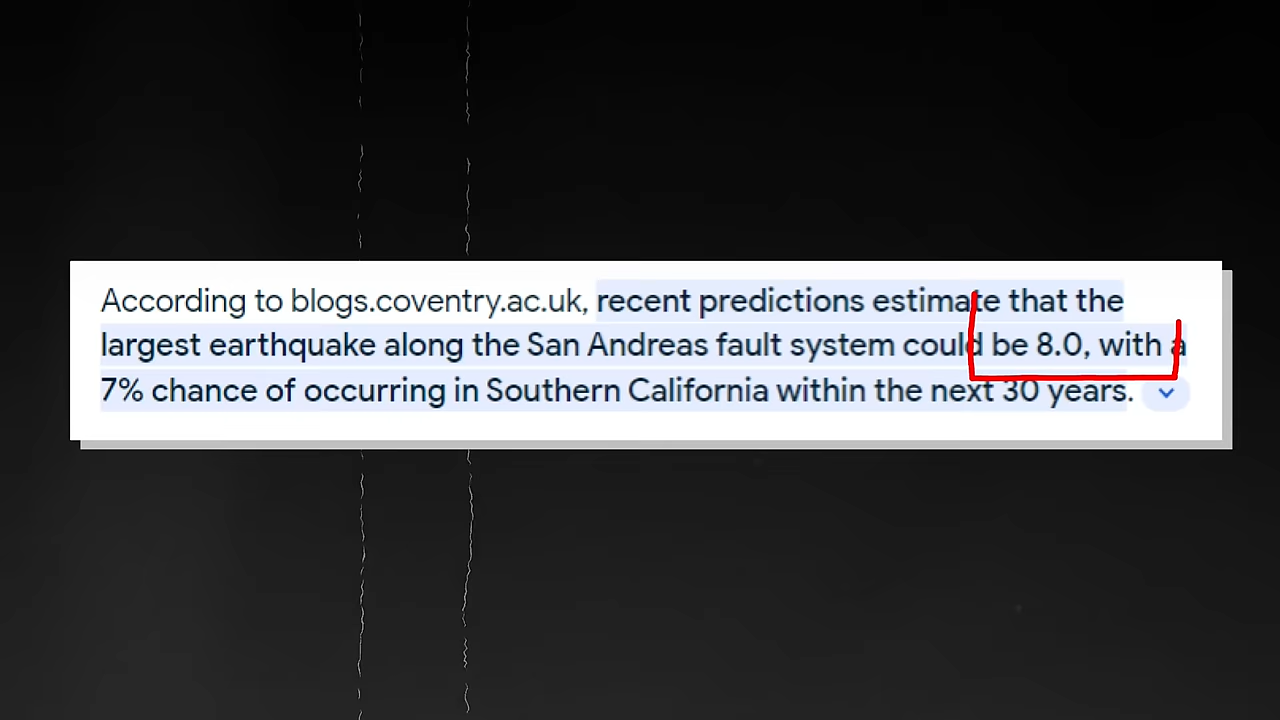 According to blogs.coventry.ac.uk, recent predictions estimate that the
largest earthquake along the San Andreas fault system could be 8.0, with a
7% chance of occurring in Southern California within the next 30 years.